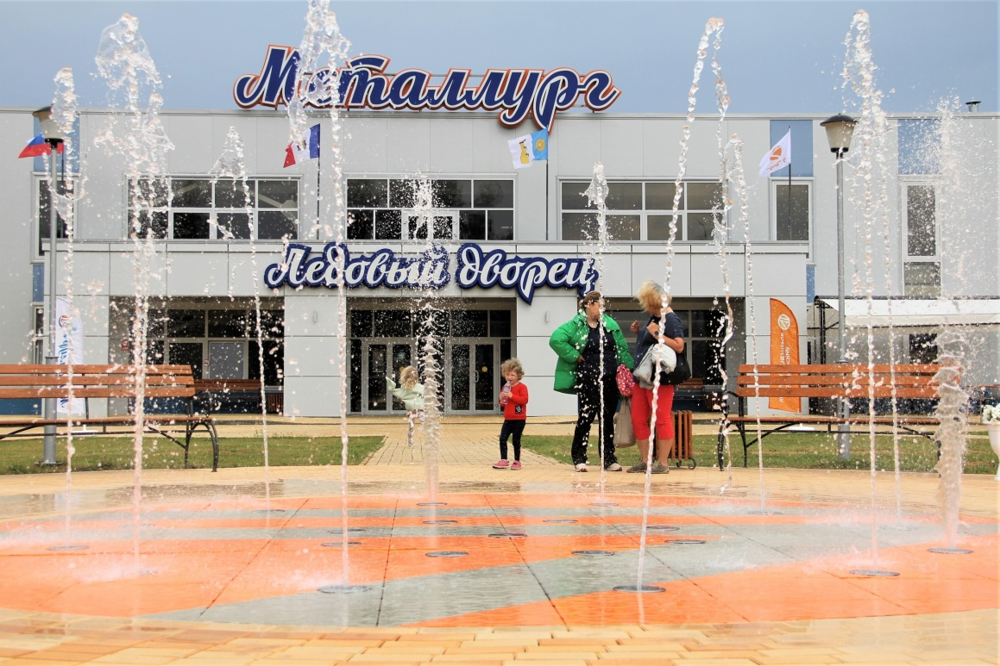 Металлург
Ледовый дворец